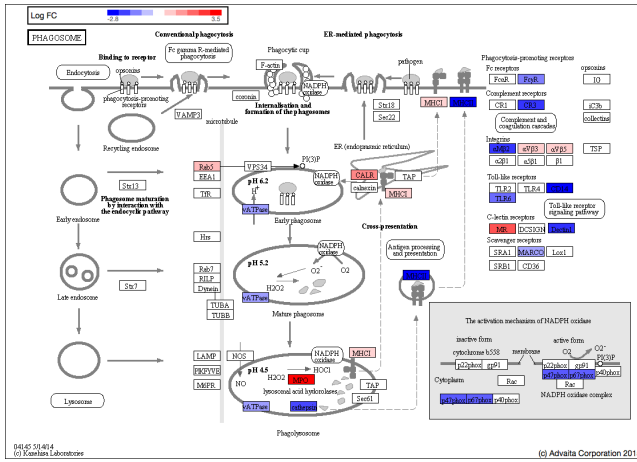 Log FC
-2.8
3.5
PHAGOSOME
Conventional phagocytosis
ER-mediated phagocytosis
Binding to receptor
Endocytosis
opsonins
Fc gamma R-mediated
phagocytosis
Phagocytic cup
F-actin
NADPH
oxidase
coronin
pathogen
MHCI
phagocytosis-promoting
receptors
VAMP3
Internalisation and
formation of the phagosomes
microtubule
Stx18
Sec22
Recycling endosome
ER (endoplasmic reticulum)
Phagocytosis-promoting receptors
Fc receptors
opsonins
FcαR
FcγR
IG
Complement receptors
CR1
CR3
iC3b
Complement and
coagulation cascades
collectins
Integrins
αMβ2
αVβ3
αVβ5
TSP
α2β1
α5β1
β1
Toll-like receptors
TLR2
TLR4
CD14
TLR6
Toll-like receptor
signaling pathway
C-lectin receptors
MR
DCSIGN
Dectin1
Scavenger receptors
SRA1
MARCO
Lox1
SRB1
CD36
Rab5
EEA1
VPS34
PI(3)P
TfR
pH 6.2
H+
NADPH
oxidase
vATPase
Early phagosome
CALR
TAP
calnexin
MHCI
Stx13
Phagosome maturation
by interaction with
the endocytic pathway
Early endosome
Hrs
Cross-presentation
Antigen processing
and presentation
pH 5.2
NADPH
oxidase
O2-
O2
H2O2
vATPase
Mature phagosome
Rab7
RILP
Dynein
Stx7
Late endosome
TUBA
TUBB
LAMP
PIKFYVE
M6PR
NOS
NO
pH 4.5
NADPH
oxidase
MHCI
HOCl
H2O2
MPO
lysosomal acid hydrolases
TAP
Sec61
vATPase
cathepsin
Phagolysosome
Lysosome
The activation mechanism of NADPH oxidase
inactive form
cytochrome b558
membrane
active form
O2
O2-
PI(3)P
p22phox
gp91
p22phox
gp91
p47phox
p67phox
p40phox
Cytoplasm
Rac
Rac
p47phox
p67phox
p40phox
NADPH oxidase complex
04145 5/14/14
(c) Kanehisa Laboratories
(c) Advaita Corporation 201